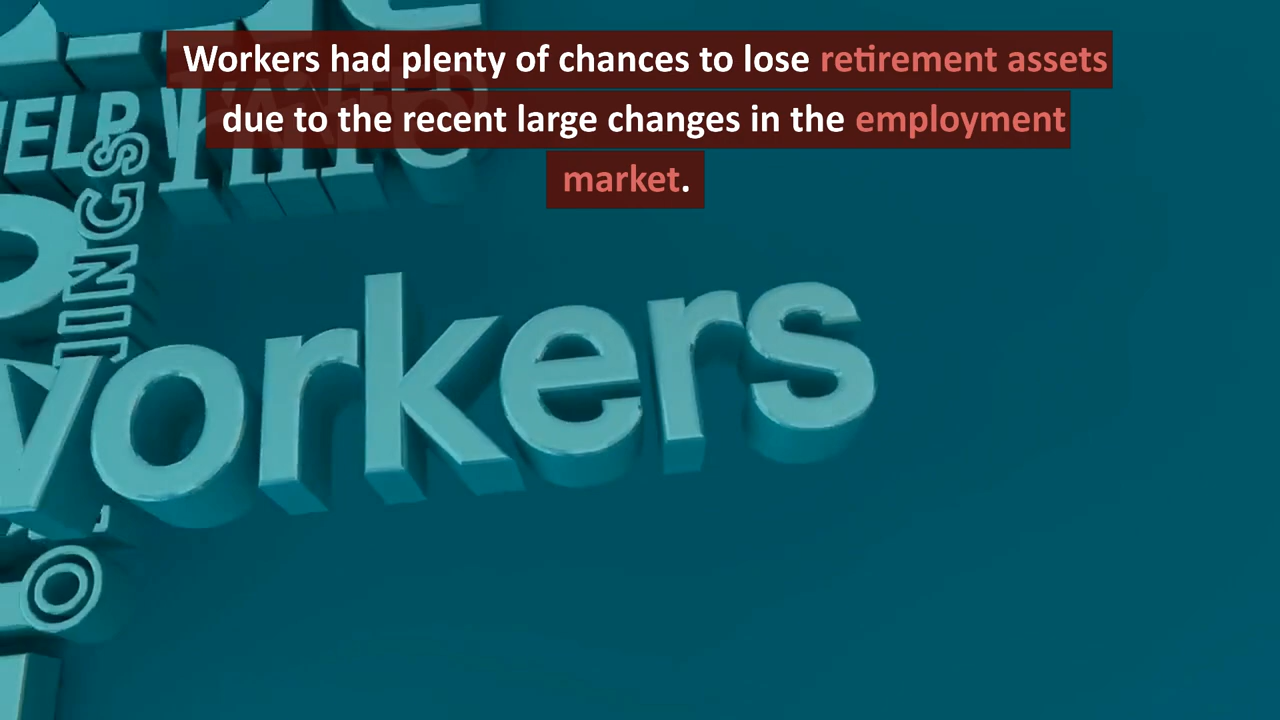 Workers had plenty of chances to lose retirement assets
due to the recent large changes in the employment
market.
HELP
INGS
workers